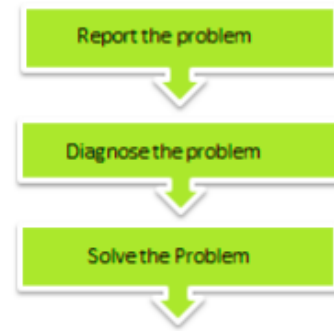 Report the problem
Diagnose the problem
Solve the Problem